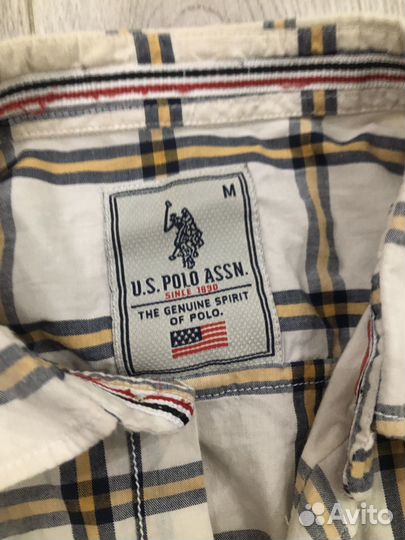 M
U.S. POLO ASSN.
SINCE 1890
THE GENUINE SPIRIT
OF POLO.
Avito